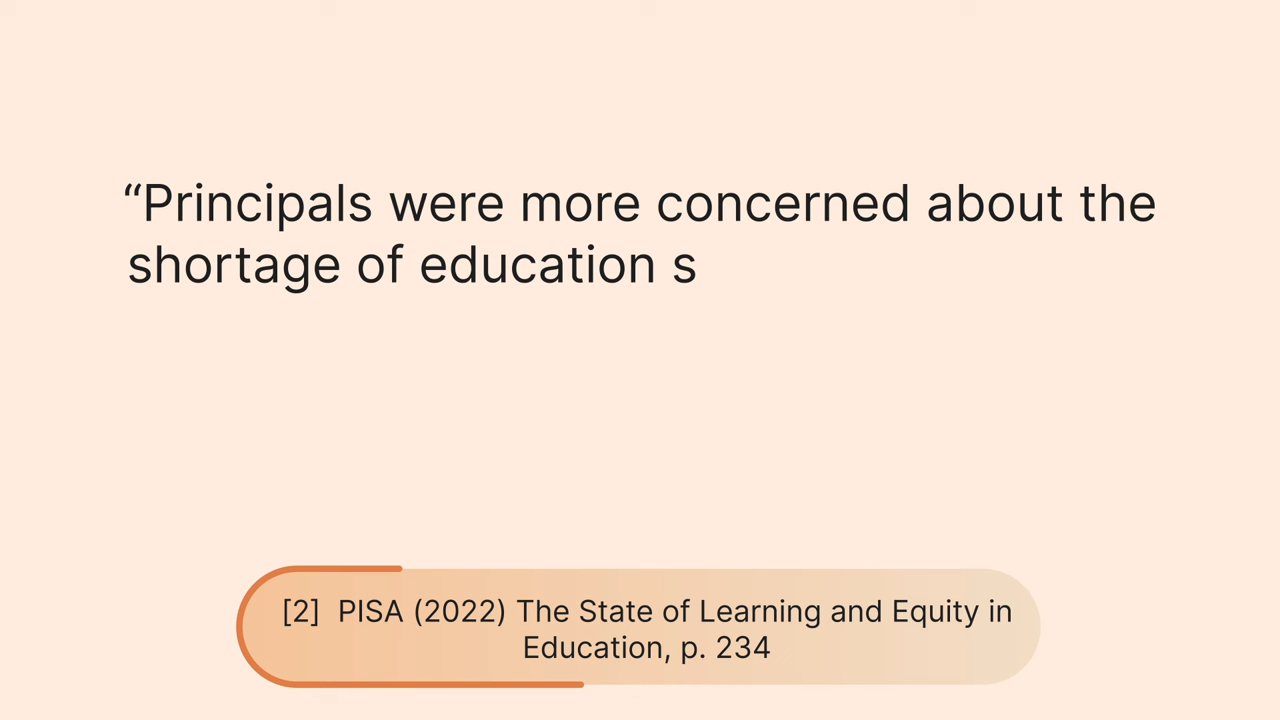 “Principals were more concerned about the
shortage of education s
[2] PISA (2022) The State of Learning and Equity in
Education, p. 234